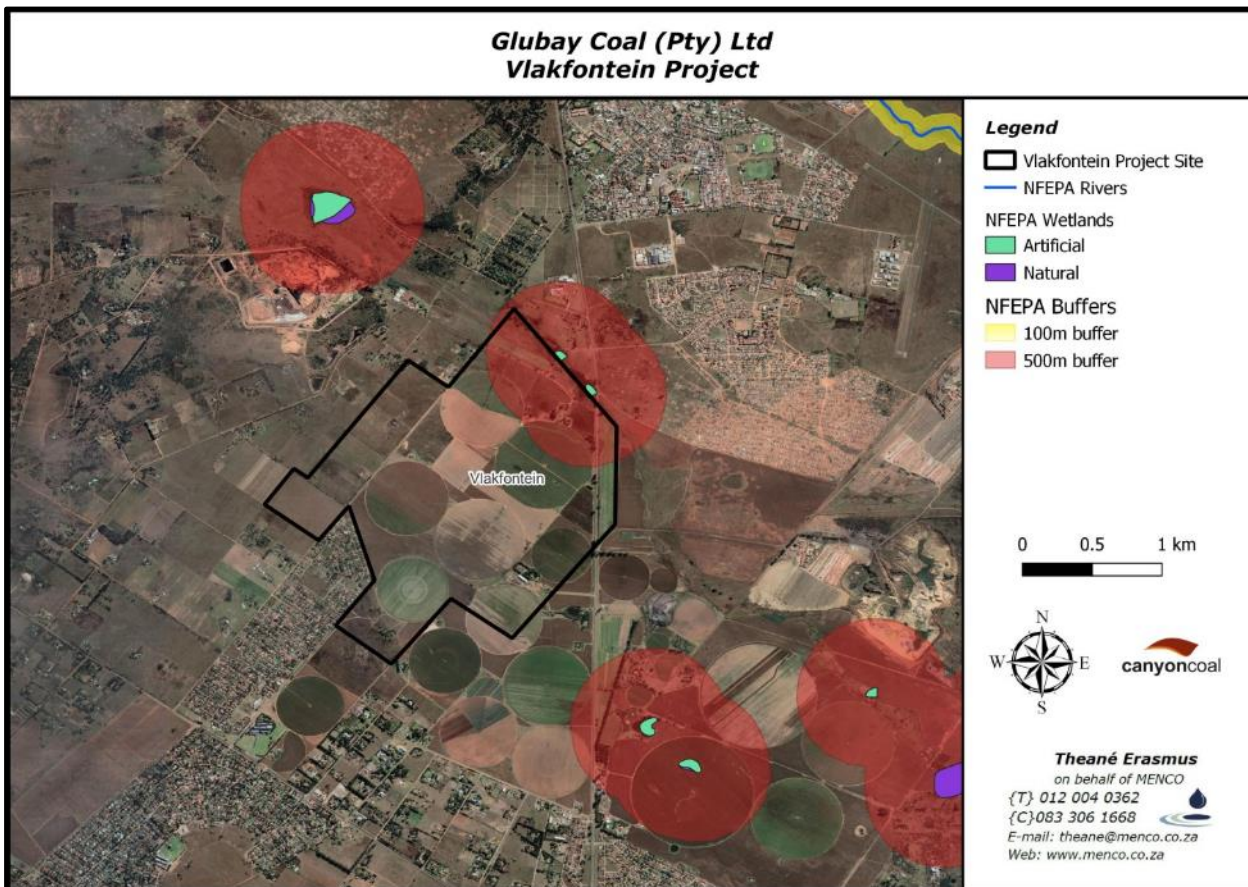 Glubay Coal (Pty) Ltd
Vlakfontein Project
Vlakfontein
Legend
Vlakfontein Project Site
NFEPA Rivers
NFEPA Wetlands
Artificial
Natural
NFEPA Buffers
100m buffer
500m buffer
0 0.5 1 km
N
W E
S
canyoncoal
Theané Erasmus
on behalf of MENCO
{T} 012 004 0362
{C}083 306 1668
E-mail: theane@menco.co.za
Web: www.menco.co.za